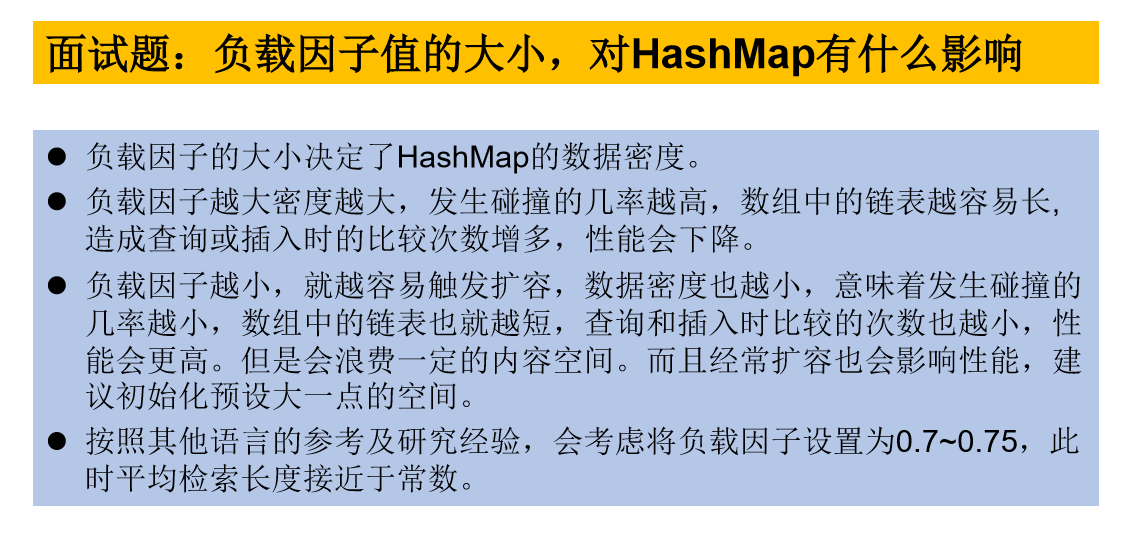 面试题：负载因子值的大小，对HashMap有什么影响
● 负载因子的大小决定了HashMap的数据密度。
● 负载因子越大密度越大，发生碰撞的几率越高，数组中的链表越容易长,
造成查询或插入时的比较次数增多，性能会下降。
● 负载因子越小，就越容易触发扩容，数据密度也越小，意味着发生碰撞的
几率越小，数组中的链表也就越短，查询和插入时比较的次数也越小，性
能会更高。但是会浪费一定的内容空间。而且经常扩容也会影响性能，建
议初始化预设大一点的空间。
● 按照其他语言的参考及研究经验，会考虑将负载因子设置为0.7~0.75，此
时平均检索长度接近于常数。